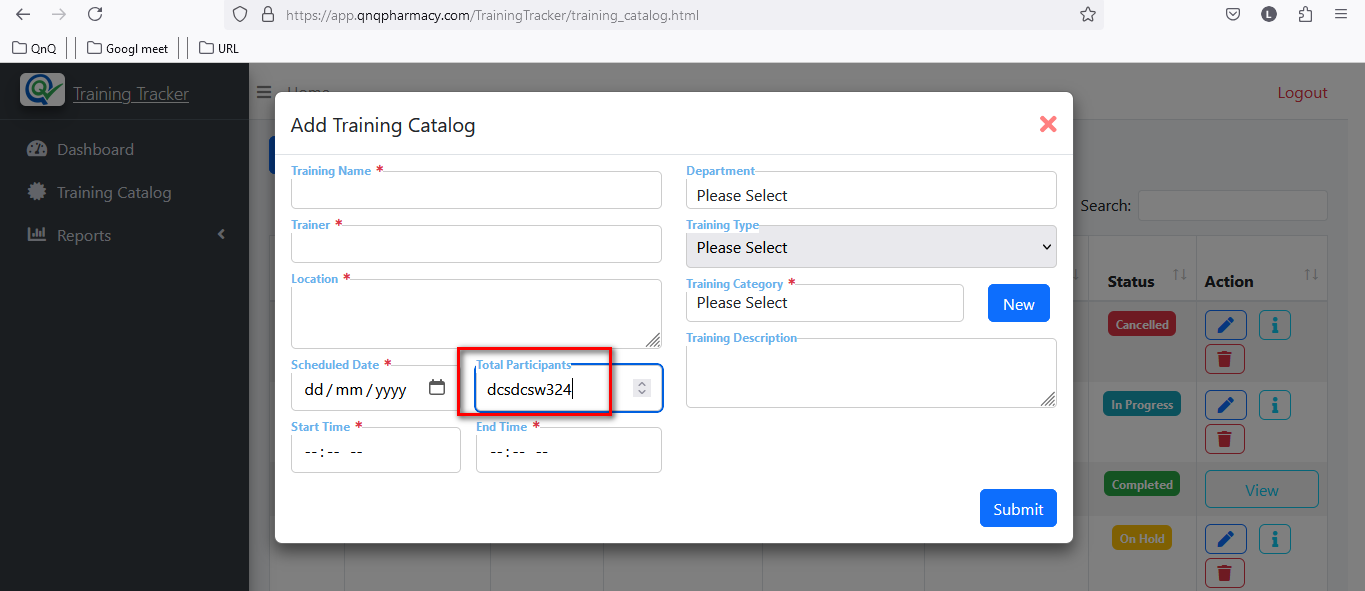 https://app.qnqpharmacy.com/TrainingTracker/training_catalog.html
L
QnQ
Googl meet
URL
Training Tracker
Home
Logout
Dashboard
Training Catalog
Reports
Add Training Catalog
Training Name *
Department
Please Select
Trainer *
Training Type
Please Select
Location *
Training Category *
Please Select
New
Training Description
Scheduled Date *
dd/mm/yyyy
Total Participants
dcsdcsw324
Start Time *
--:-- --
End Time *
--:-- --
Submit
Search:
Status
Action
Cancelled
In Progress
Completed
View
On Hold